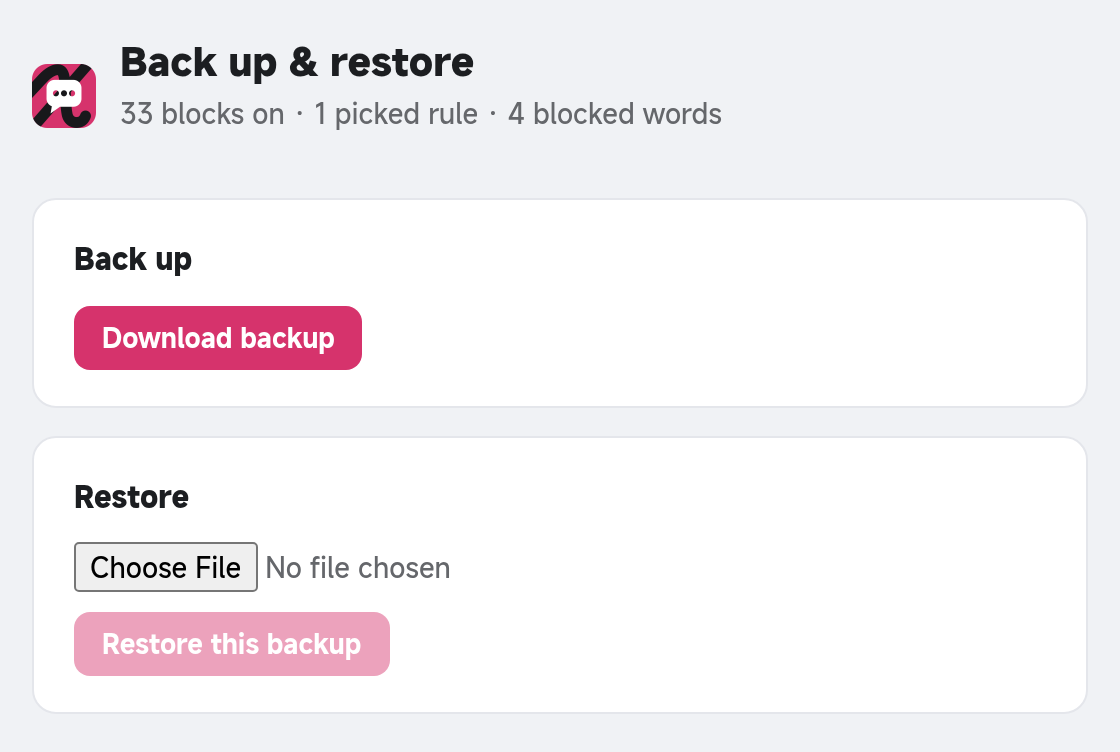 Back up & restore
33 blocks on · 1 picked rule · 4 blocked words
Back up
Download backup
Restore
Choose File No file chosen
Restore this backup